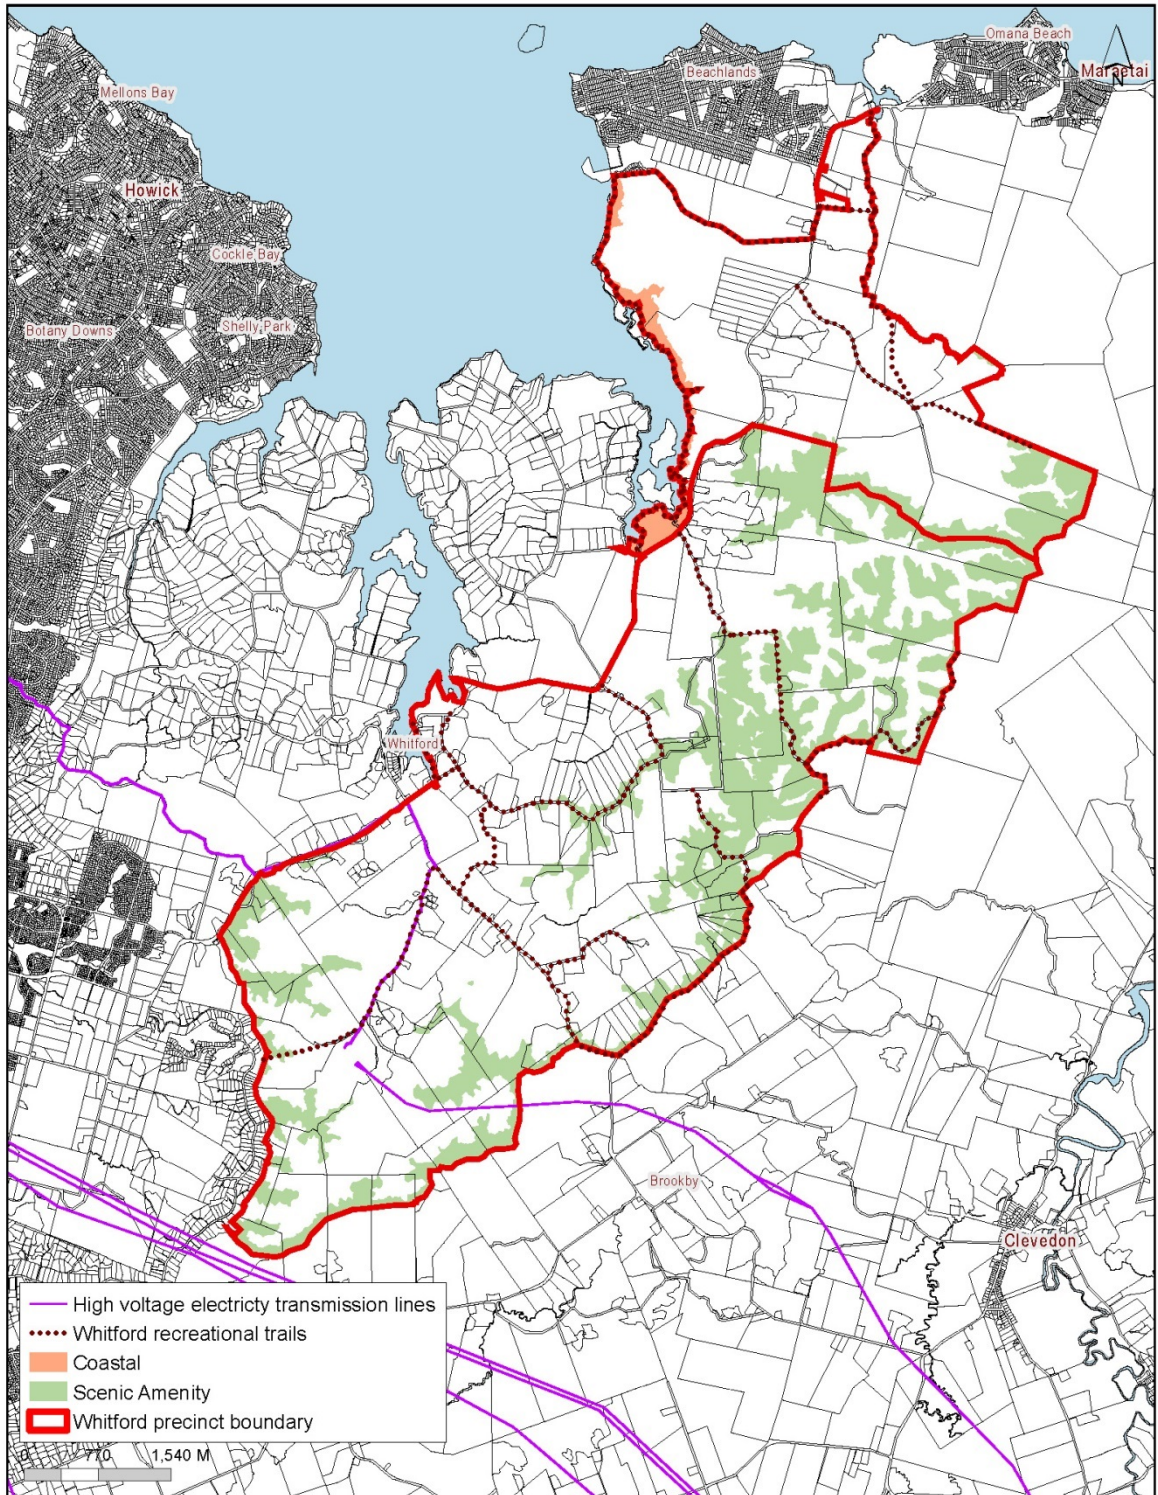 Omana Beach
Beachlands
Maraetai
N
Mellons Bay
Howick
Cockle Bay
Botany Downs
Shelly Park
Whitford
Brookby
Clevedon
High voltage electricty transmission lines
Whitford recreational trails
Coastal
Scenic Amenity
Whitford precinct boundary
0 770 1,540 M